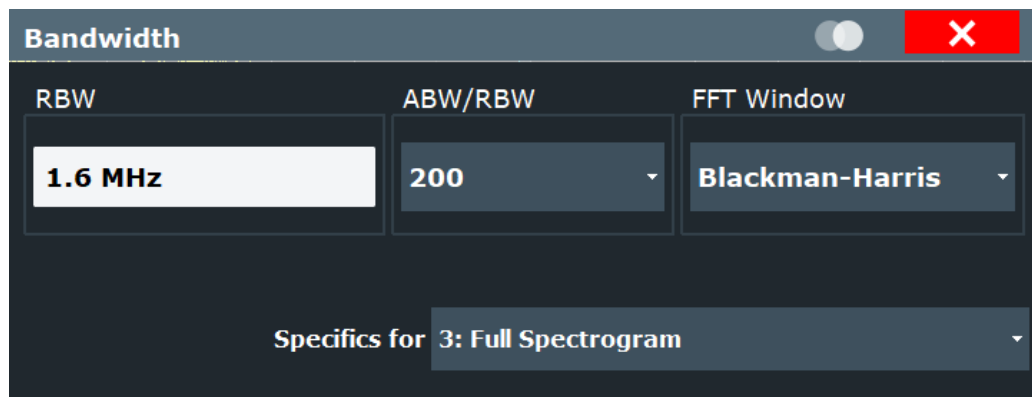 Bandwidth
RBW ABW/RBW FFT Window
1.6 MHz 200 Blackman-Harris
Specifics for 3: Full Spectrogram